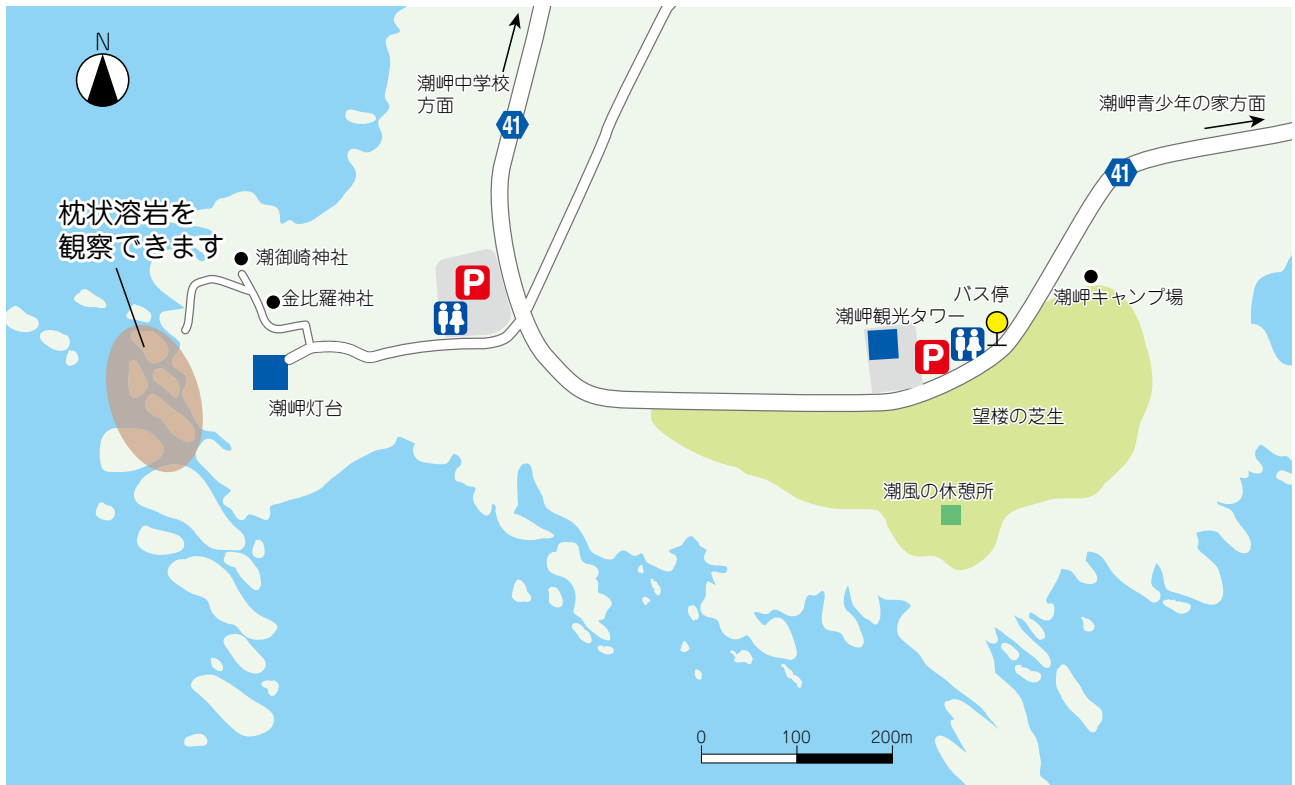 N
潮岬中学校
方面
41
潮岬青少年の家方面
41
枕状溶岩を
観察できます
潮御崎神社
金比羅神社
P
潮岬灯台
バス停
潮岬観光タワー
P
潮岬キャンプ場
望楼の芝生
潮風の休憩所
0 100 200m